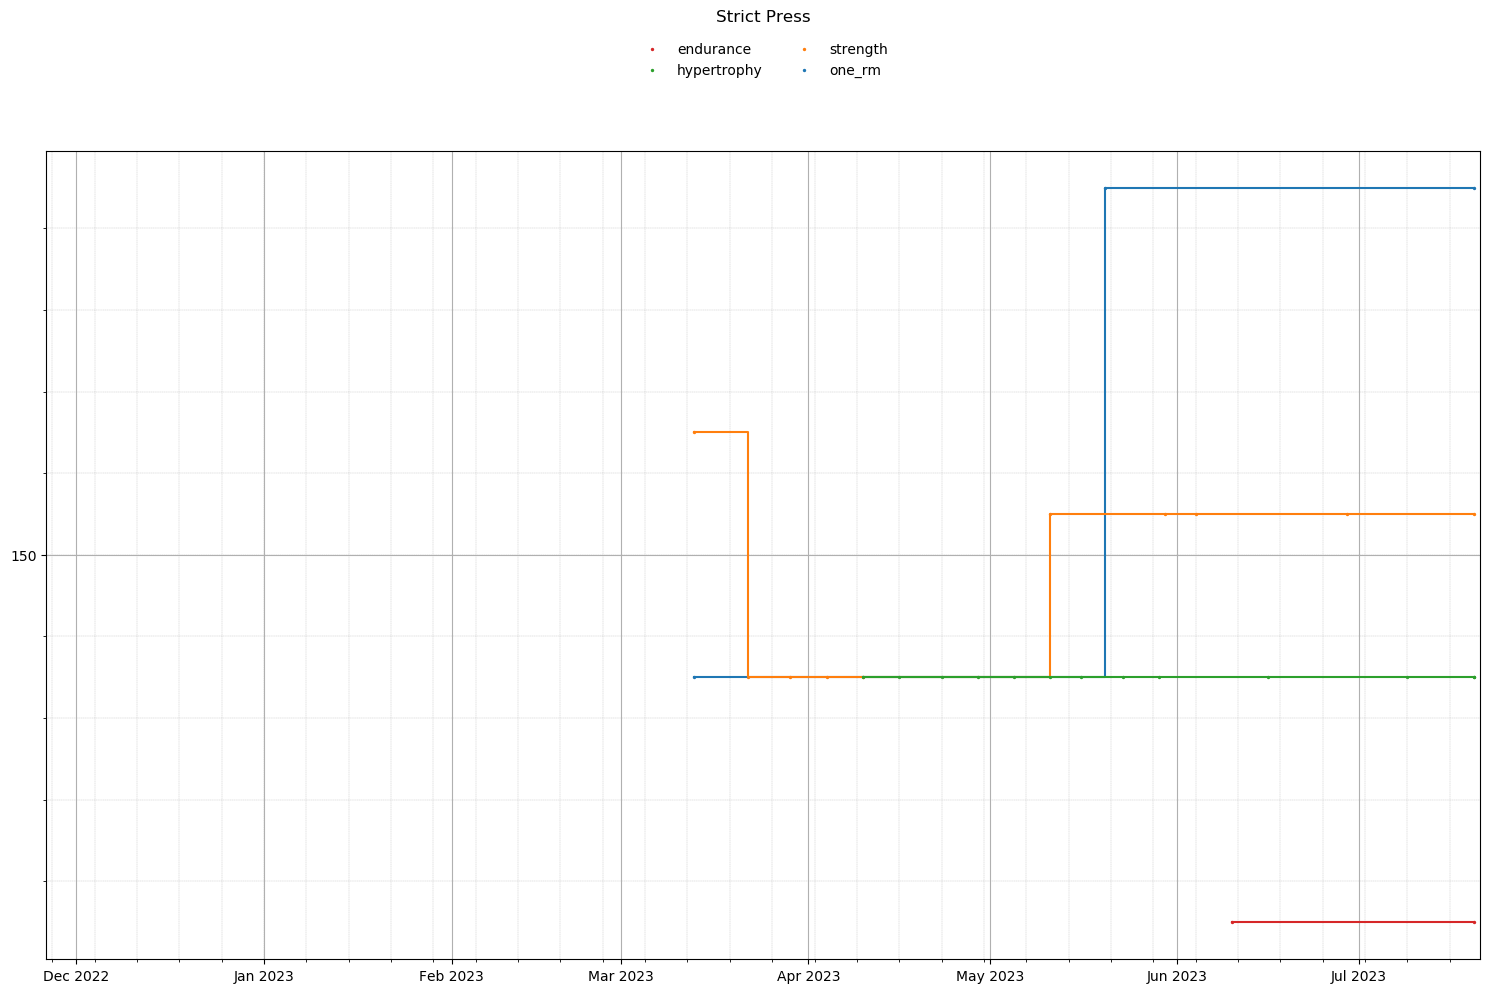 Strict Press
endurance
hypertrophy
strength
one_rm
150
Dec 2022
Jan 2023
Feb 2023
Mar 2023
Apr 2023
May 2023
Jun 2023
Jul 2023